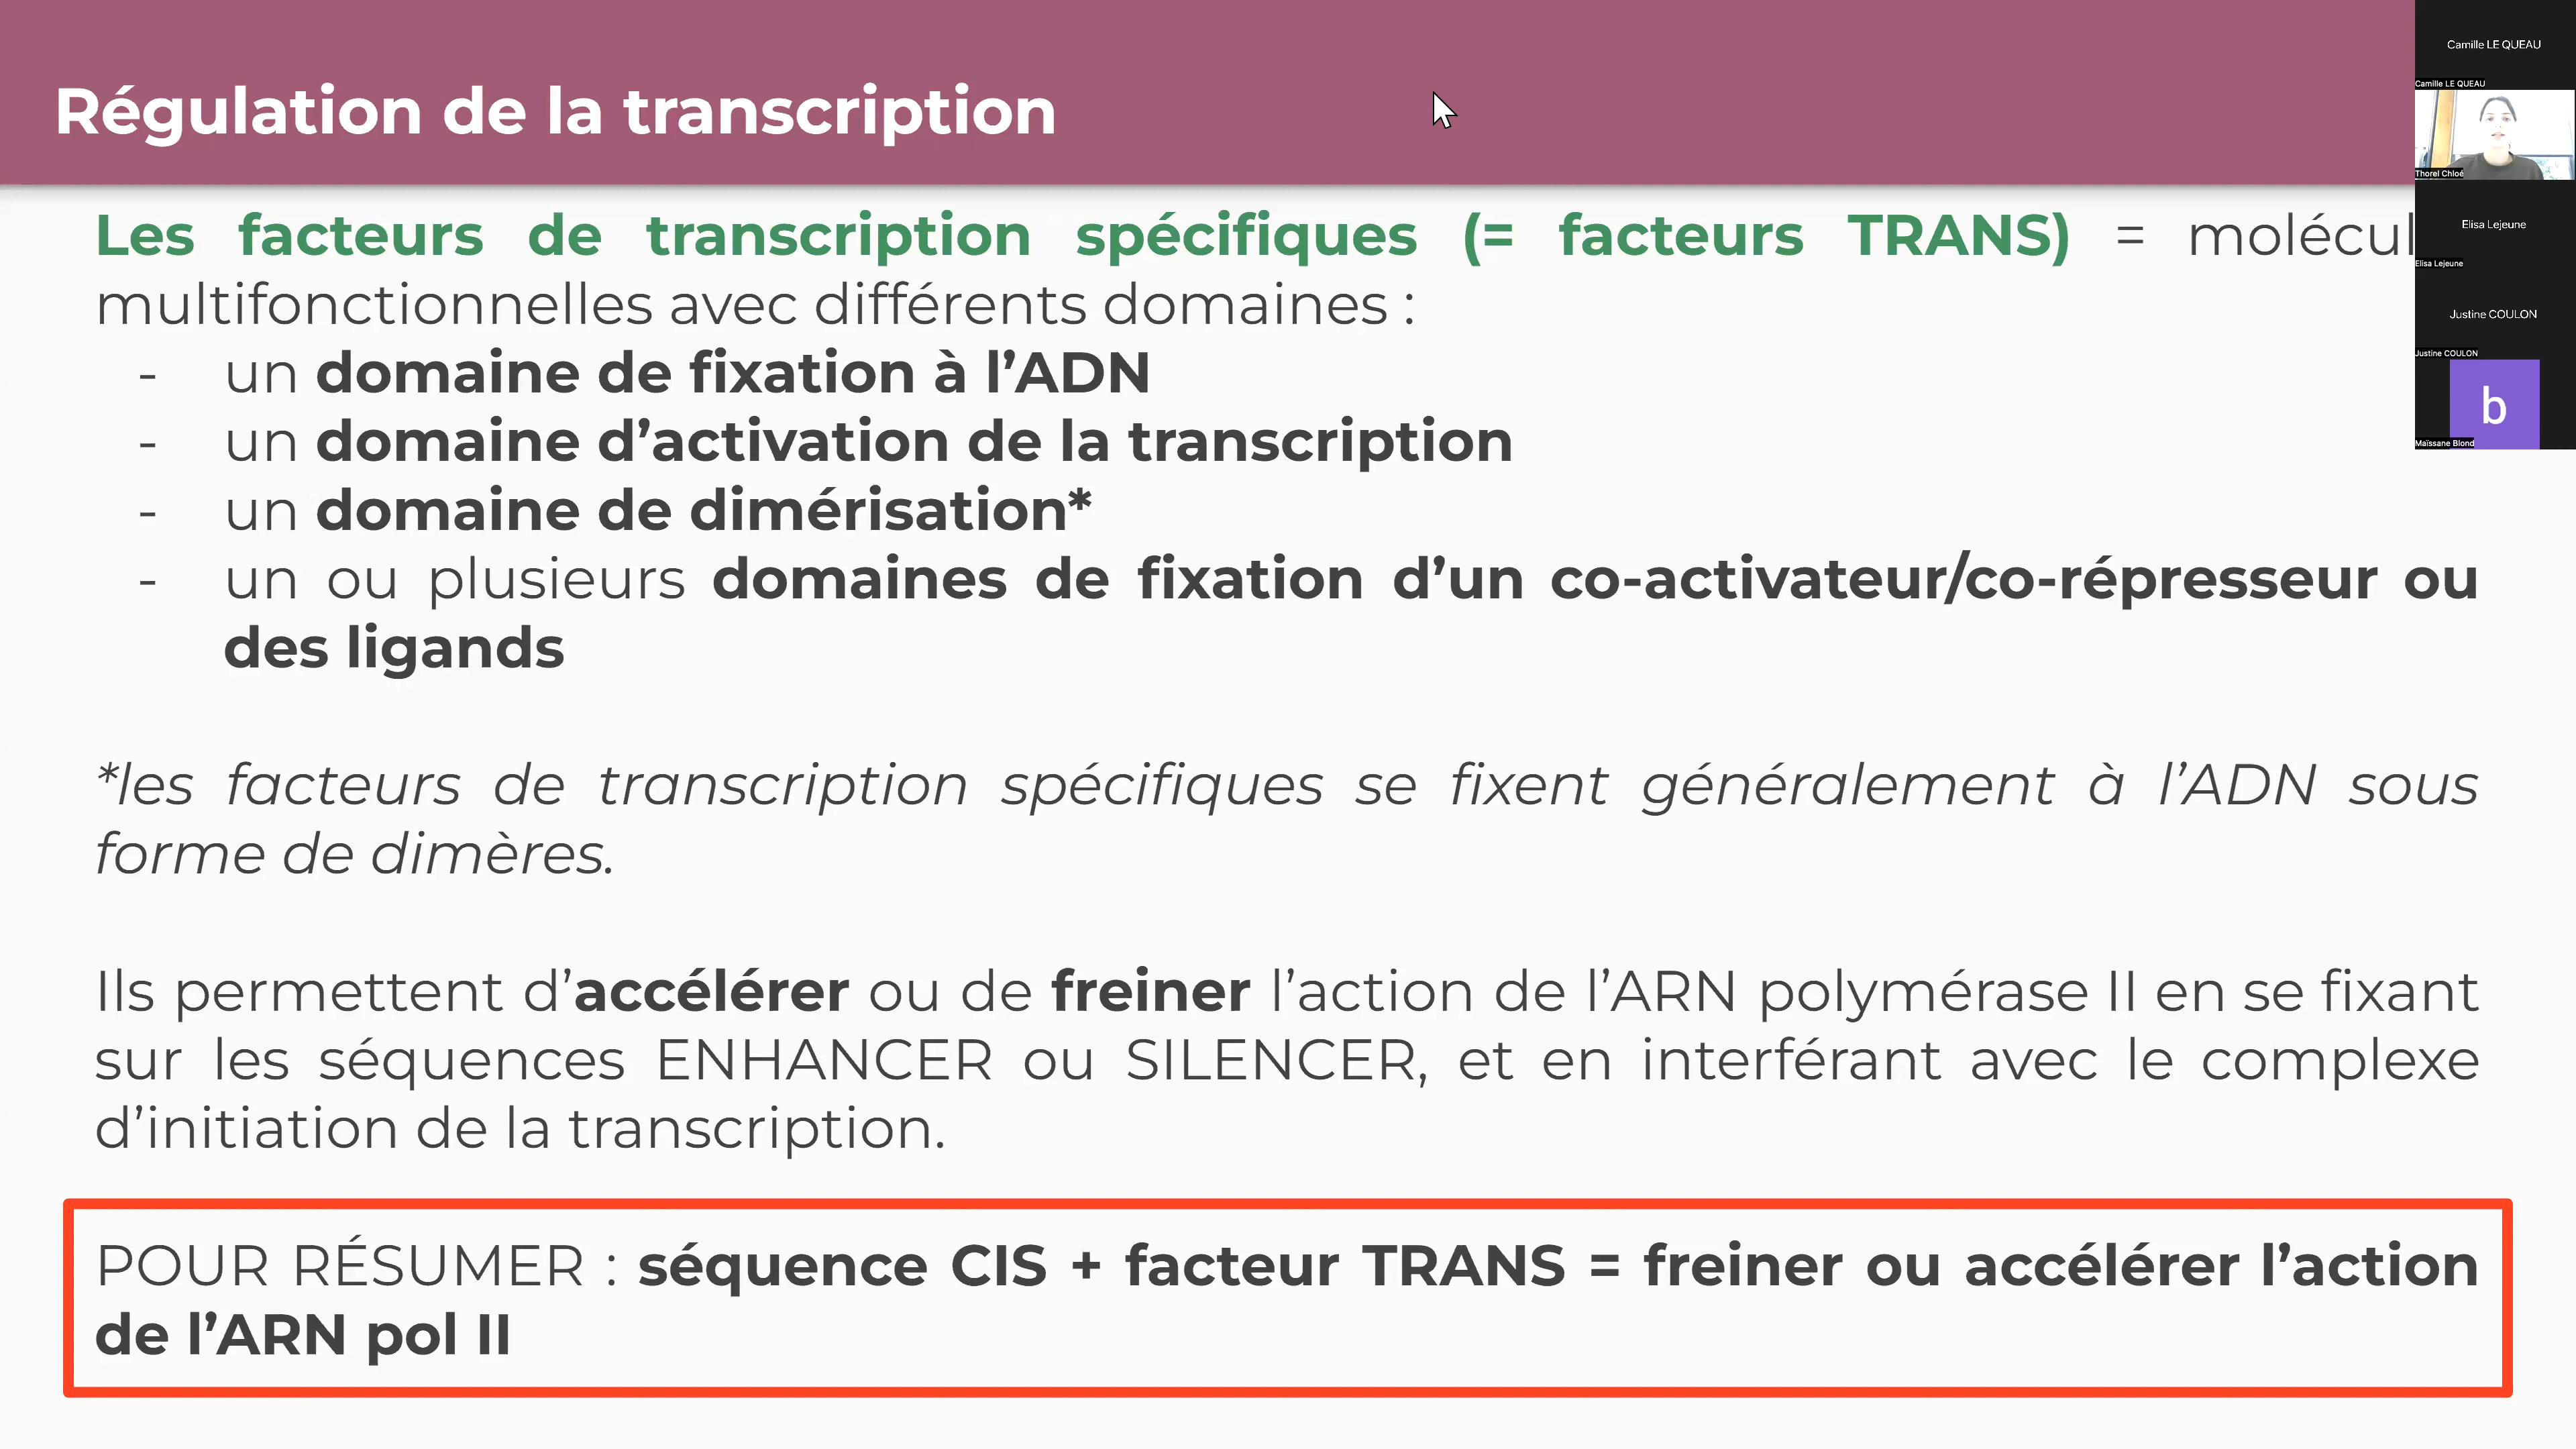 Régulation de la transcription
Les facteurs de transcription spécifiques (= facteurs TRANS) =
multifonctionnelles avec différents domaines :
- un domaine de fixation à l’ADN
- un domaine d’activation de la transcription
- un domaine de dimérisation*
- un ou plusieurs domaines de fixation d’un co-activateur/co-répresseur ou
des ligands
*les facteurs de transcription spécifiques se fixent généralement à l’ADN sous
forme de dimères.
Ils permettent d’accélérer ou de freiner l’action de l’ARN polymérase II en se fixant
sur les séquences ENHANCER ou SILENCER, et en interférant avec le complexe
d’initiation de la transcription.
POUR RÉSUMER : séquence CIS + facteur TRANS = freiner ou accélérer l’action
de l’ARN pol II
Camille LE QUEAU
Camille LE QUEAU
Thorel Chloé
Elisa Lejeune
Elisa Lejeune
Justine COULON
Justine COULON
b
Maïssane Blond